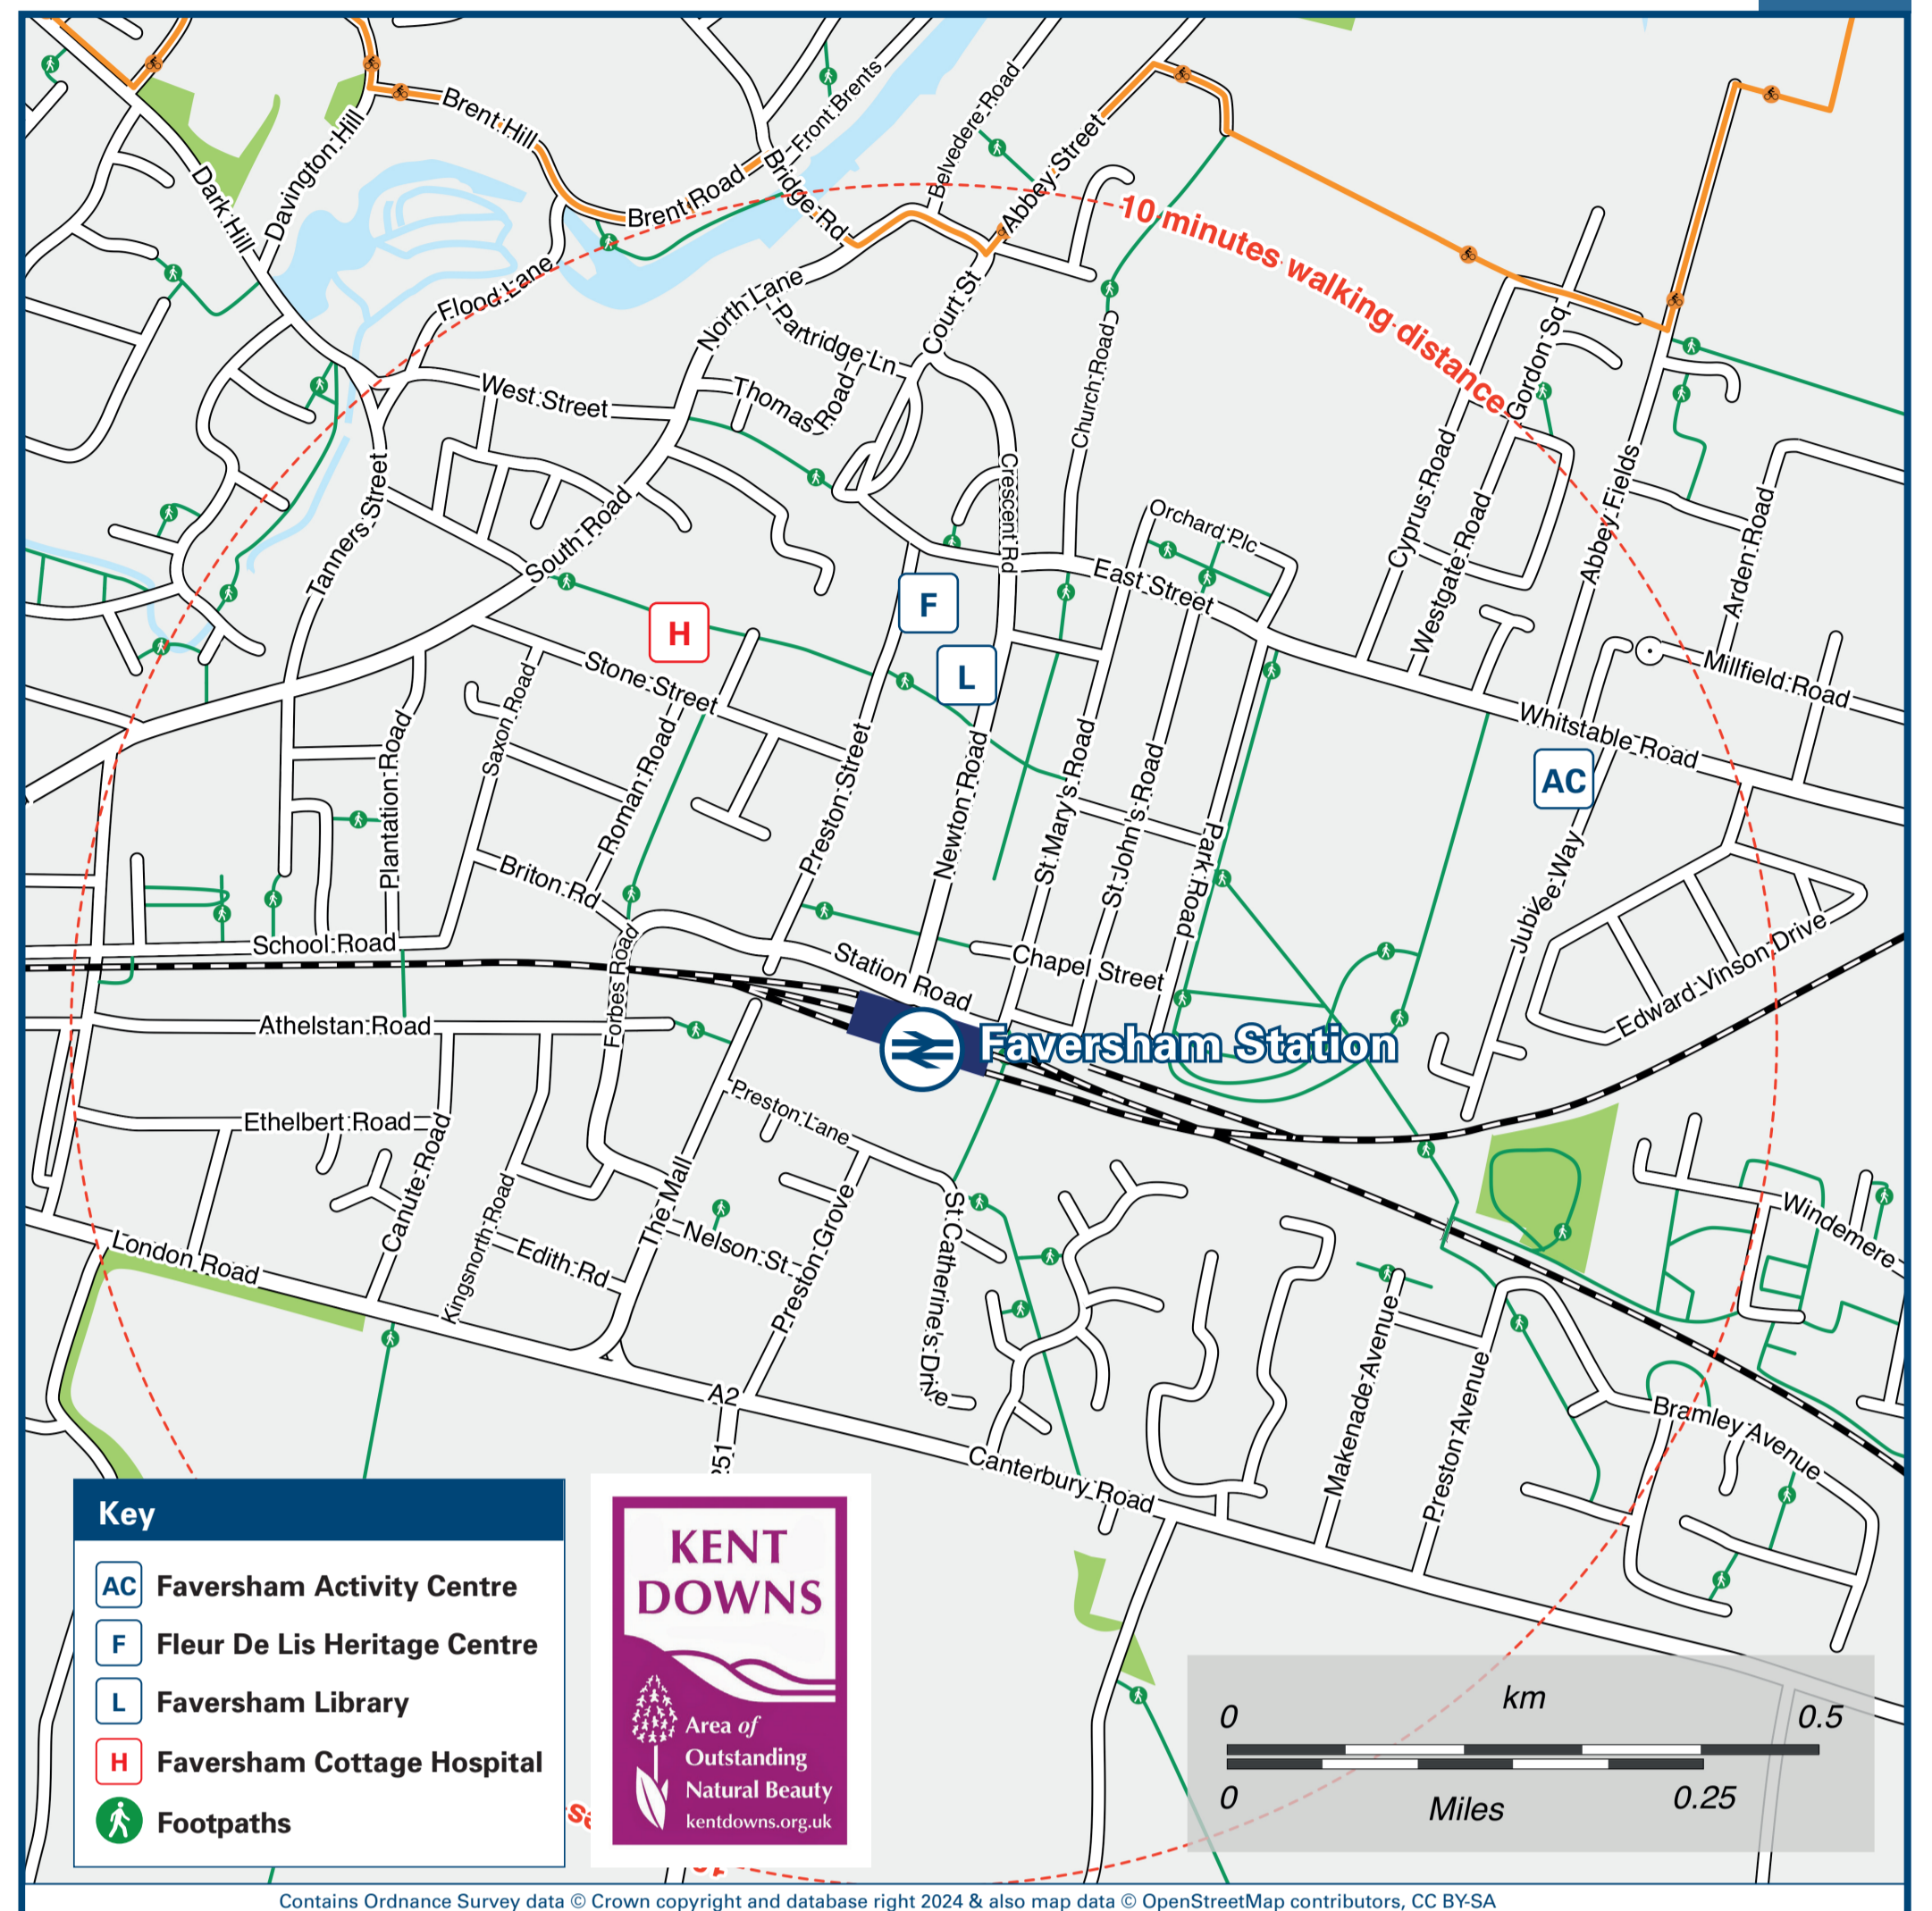 Brent Hill
Front Brents
Belvedere Road
Abbey Street
Davington Hill
Dark Hill
Brent Road
Bridge Rd
10 minutes walking distance
Flood Lane
North Lane
Partridge Ln
Court St
Church Road
Gordon Sq
West Street
Thomas Road
Crescent Rd
Cyprus Road
Westgate Road
Abbey Fields
Arden Road
Tanners Street
South Road
Orchard Plc
East Street
F
H
L
Stone Street
Saxon Road
Millfield Road
Whitstable Road
AC
Plantation Road
Roman Road
Preston Street
Newton Road
St Mary's Road
St John's Road
Park Road
Jubilee Way
Briton Rd
Edward Vinson Drive
School Road
Forbes Road
Station Road
Chapel Street
Athelstan Road
Faversham Station
Ethelbert Road
Preston Lane
Canute Road
Kingsnorth Road
The Mall
Nelson St
Preston Grove
St Catherine's Drive
Windemere
London Road
Edith Rd
A2
251
Canterbury Road
Makenade Avenue
Preston Avenue
Bramley Avenue
Key
AC Faversham Activity Centre
F Fleur De Lis Heritage Centre
L Faversham Library
H Faversham Cottage Hospital
Footpaths
KENT
DOWNS
Area of
Outstanding
Natural Beauty
kentdowns.org.uk
km
0 0.5
0 0.25
Miles
Contains Ordnance Survey data © Crown copyright and database right 2024 & also map data © OpenStreetMap contributors, CC BY-SA